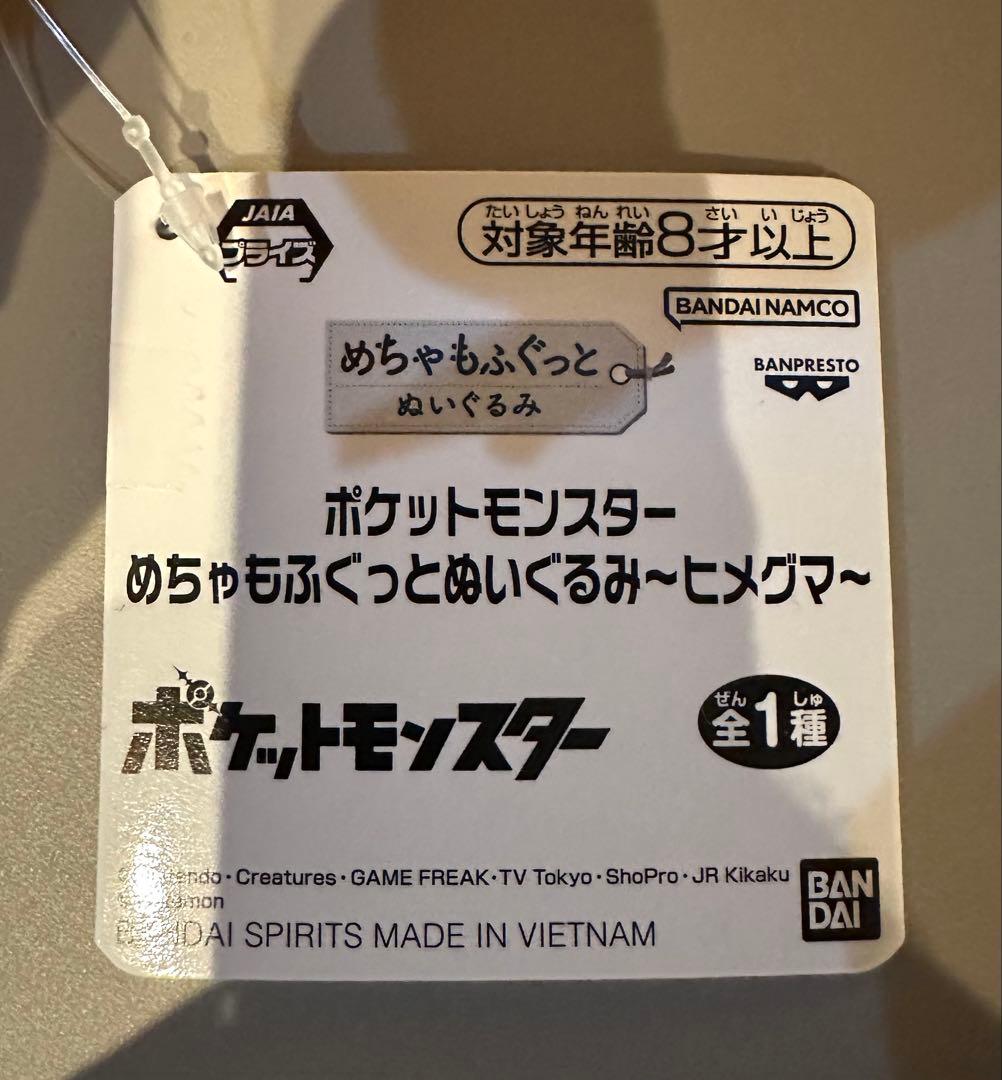 JAIA
プライズ
たいしょうねんれい さい いじょう
対象年齢8才以上
BANDAI NAMCO
BANPRESTO
めちゃもふぐっと
ぬいぐるみ
ポケットモンスター
めちゃもふぐっとぬいぐるみ~ヒメグマ~
ポケットモンスター
ぜん しゅ
全1種
・Creatures・GAME FREAK・TV Tokyo・ShoPro・JR Kikaku
BANDAI SPIRITS MADE IN VIETNAM
BAN
DAI